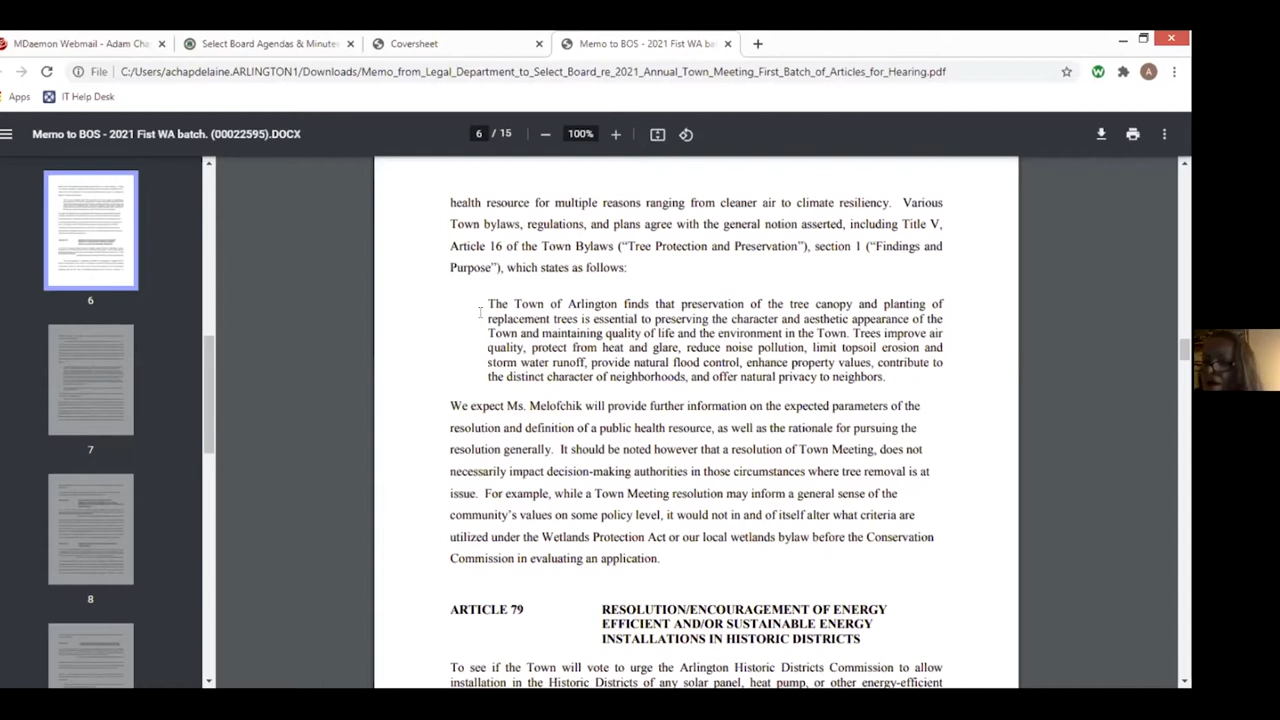 MDaemon Webmail - Adam Cha
Select Board Agendas & Minute
Coversheet
Memo to BOS - 2021 Fist WA ba
File
C:/Users/achapdelaine.ARLINGTON1/Downloads/Memo_from_Legal_Department_to_Select_Board_re_2021_Annual_Town_Meeting_First_Batch_of_Articles_for_Hearing.pdf
W
A
Apps
IT Help Desk
Memo to BOS - 2021 Fist WA batch. (00022595).DOCX
6 / 15
100%
health resource for multiple reasons ranging from cleaner air to climate resiliency. Various
Town bylaws, regulations, and plans agree with the general notion asserted, including Title V,
Article 16 of the Town Bylaws (“Tree Protection and Preservation”), section 1 (“Findings and
Purpose”), which states as follows:
The Town of Arlington finds that preservation of the tree canopy and planting of
replacement trees is essential to preserving the character and aesthetic appearance of the
Town and maintaining quality of life and the environment in the Town. Trees improve air
quality, protect from heat and glare, reduce noise pollution, limit topsoil erosion and
storm water runoff, provide natural flood control, enhance property values, contribute to
the distinct character of neighborhoods, and offer natural privacy to neighbors.
We expect Ms. Melofchik will provide further information on the expected parameters of the
resolution and definition of a public health resource, as well as the rationale for pursuing the
resolution generally. It should be noted however that a resolution of Town Meeting, does not
necessarily impact decision-making authorities in those circumstances where tree removal is at
issue. For example, while a Town Meeting resolution may inform a general sense of the
community’s values on some policy level, it would not in and of itself alter what criteria are
utilized under the Wetlands Protection Act or our local wetlands bylaw before the Conservation
Commission in evaluating an application.
ARTICLE 79
RESOLUTION/ENCOURAGEMENT OF ENERGY
EFFICIENT AND/OR SUSTAINABLE ENERGY
INSTALLATIONS IN HISTORIC DISTRICTS
To see if the Town will vote to urge the Arlington Historic Districts Commission to allow
installation in the Historic Districts of any solar panel, heat pump, or other energy-efficient
6
7
8